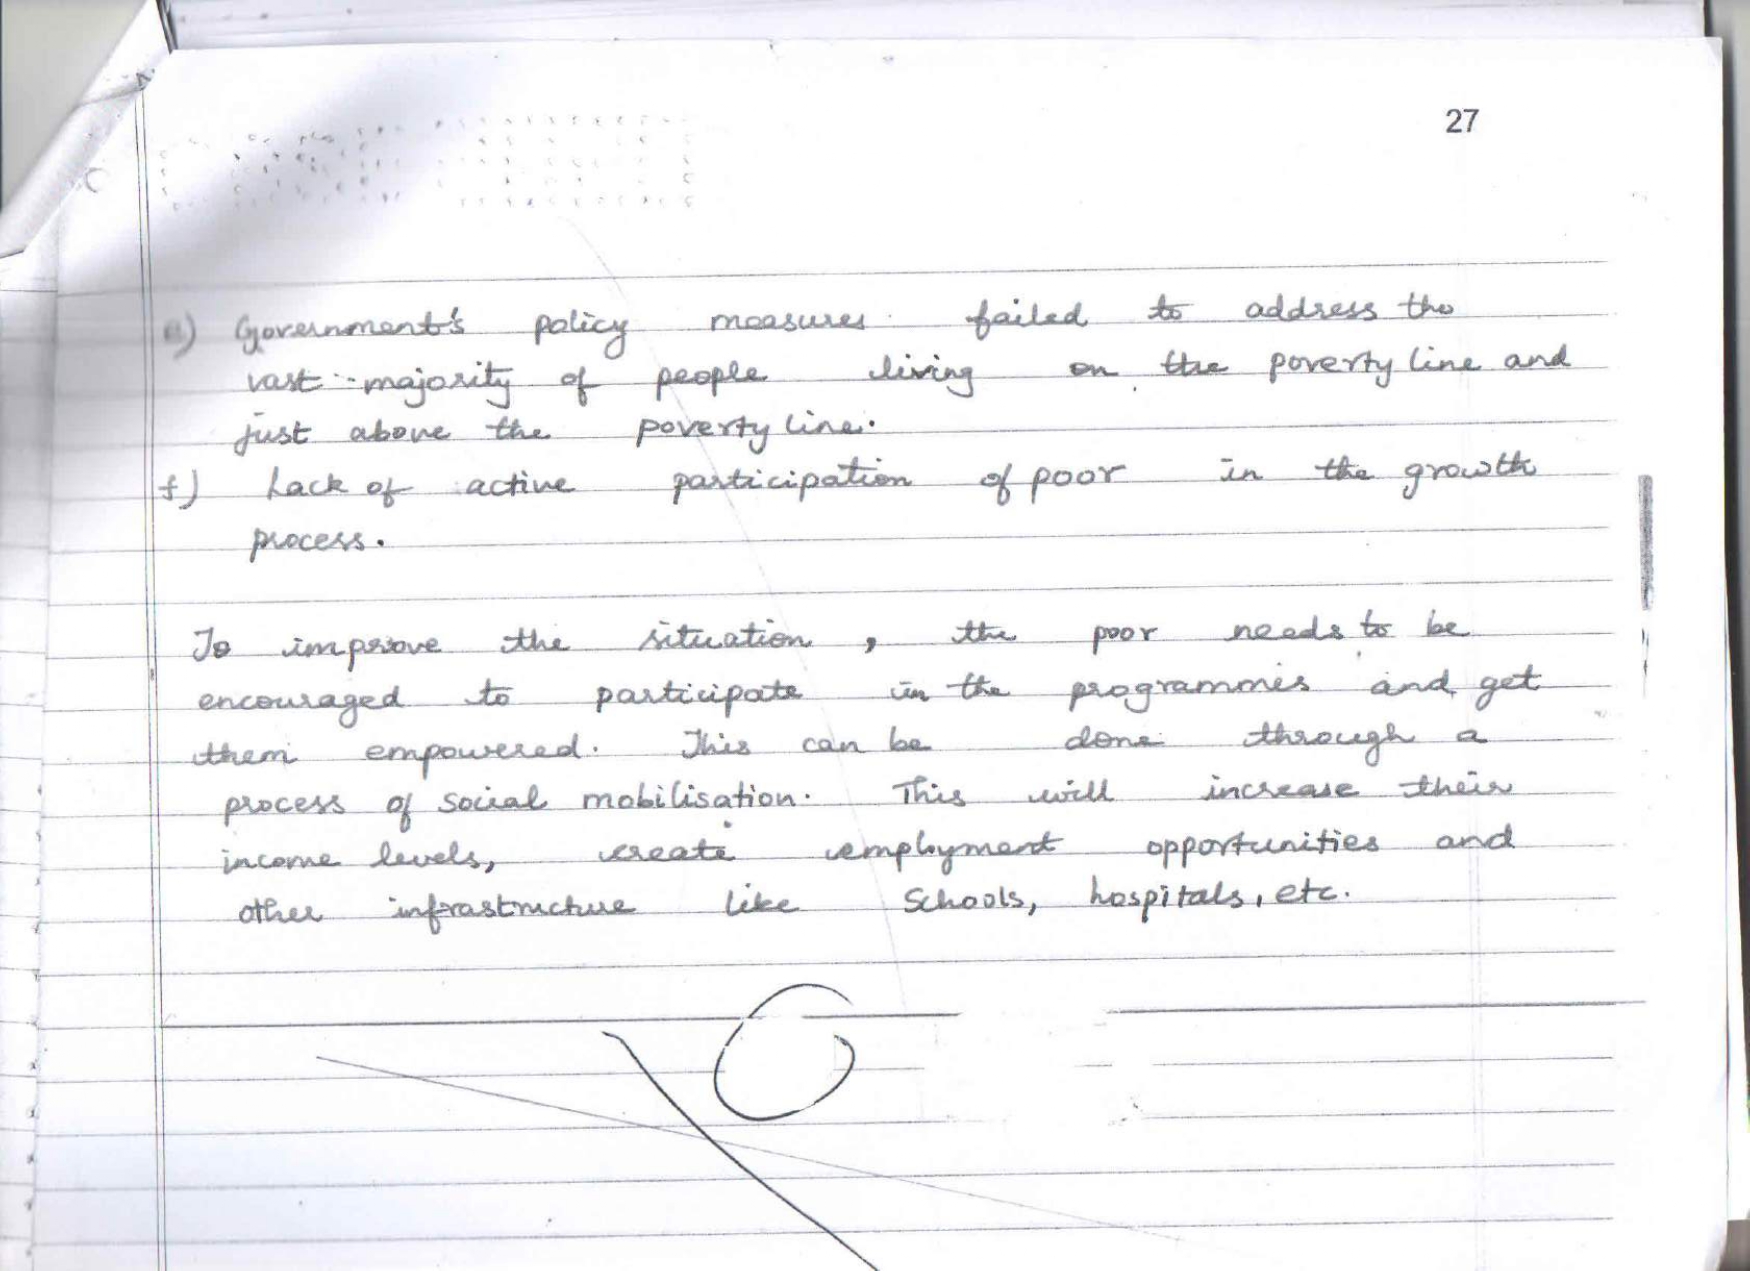 27
e) Government's policy measures failed to address the
vast majority of people living on the poverty line and
just above the poverty line.
f) Lack of active participation of poor in the growth
process.
To improve the situation, the poor needs to be
encouraged to participate in the programmes and get
them empowered. This can be done through a
process of social mobilisation. This will increase their
income levels, create employment opportunities and
other infrastructure like Schools, hospitals, etc.